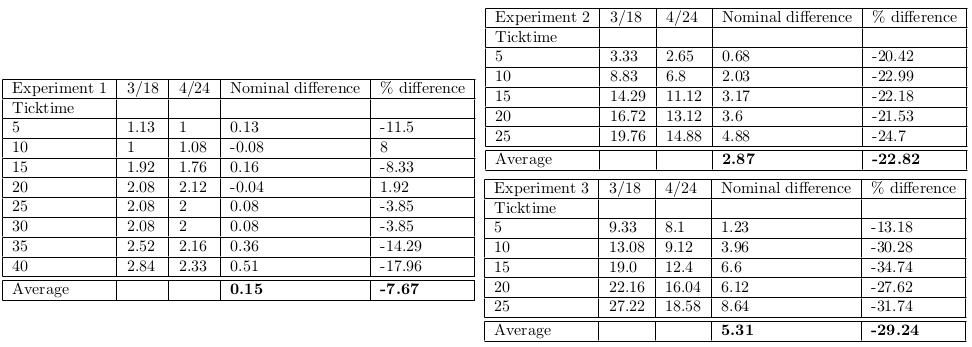 Experiment 1 3/18 4/24 Nominal difference % difference
Ticktime
5 1.13 1 0.13 -11.5
10 1 1.08 -0.08 8
15 1.92 1.76 0.16 -8.33
20 2.08 2.12 -0.04 1.92
25 2.08 2 0.08 -3.85
30 2.08 2 0.08 -3.85
35 2.52 2.16 0.36 -14.29
40 2.84 2.33 0.51 -17.96
Average 0.15 -7.67
Experiment 2 3/18 4/24 Nominal difference % difference
Ticktime
5 3.33 2.65 0.68 -20.42
10 8.83 6.8 2.03 -22.99
15 14.29 11.12 3.17 -22.18
20 16.72 13.12 3.6 -21.53
25 19.76 14.88 4.88 -24.7
Average 2.87 -22.82
Experiment 3 3/18 4/24 Nominal difference % difference
Ticktime
5 9.33 8.1 1.23 -13.18
10 13.08 9.12 3.96 -30.28
15 19.0 12.4 6.6 -34.74
20 22.16 16.04 6.12 -27.62
25 27.22 18.58 8.64 -31.74
Average 5.31 -29.24